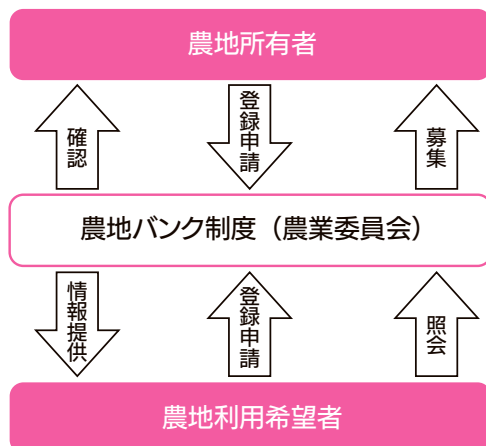 農地所有者
確認
登録申請
募集
農地バンク制度（農業委員会）
情報提供
登録申請
照会
農地利用希望者